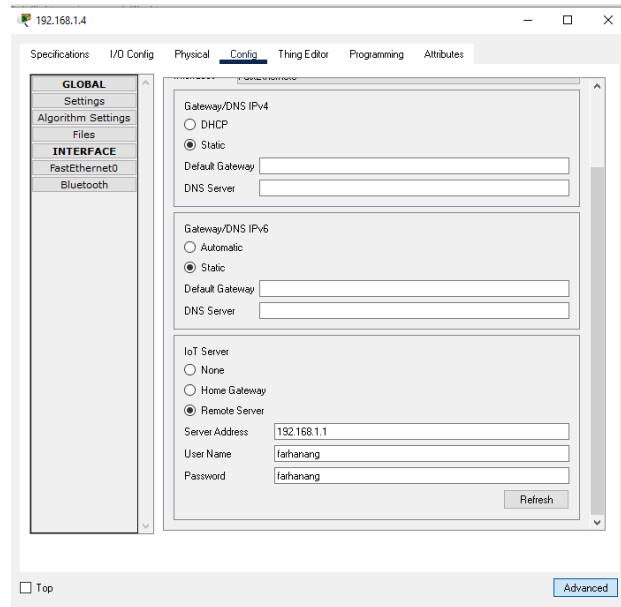 192.168.1.4
Specifications I/O Config Physical Config Thing Editor Programming Attributes
GLOBAL
Settings
Algorithm Settings
Files
INTERFACE
FastEthernet0
Bluetooth
Gateway/DNS IPv4
DHCP
Static
Default Gateway
DNS Server
Gateway/DNS IPv6
Automatic
Static
Default Gateway
DNS Server
IoT Server
None
Home Gateway
Remote Server
Server Address 192.168.1.1
User Name farhanang
Password farhanang
Refresh
Top Advanced